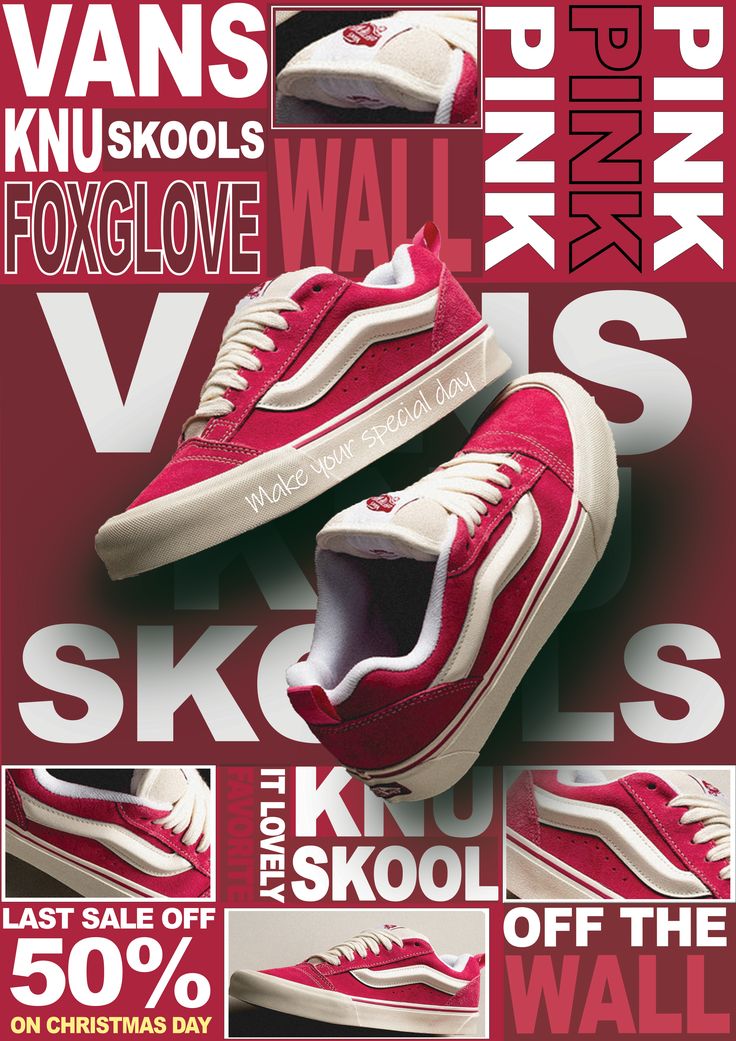 VANS
KNU SKOOLS
FOXGLOVE
WALL
PINK
PINK
PINK
VANS
KNU
SKOOLS
Make your special day
FAVORITE
IT LOVELY
KNU
SKOOL
LAST SALE OFF
50%
ON CHRISTMAS DAY
OFF THE
WALL